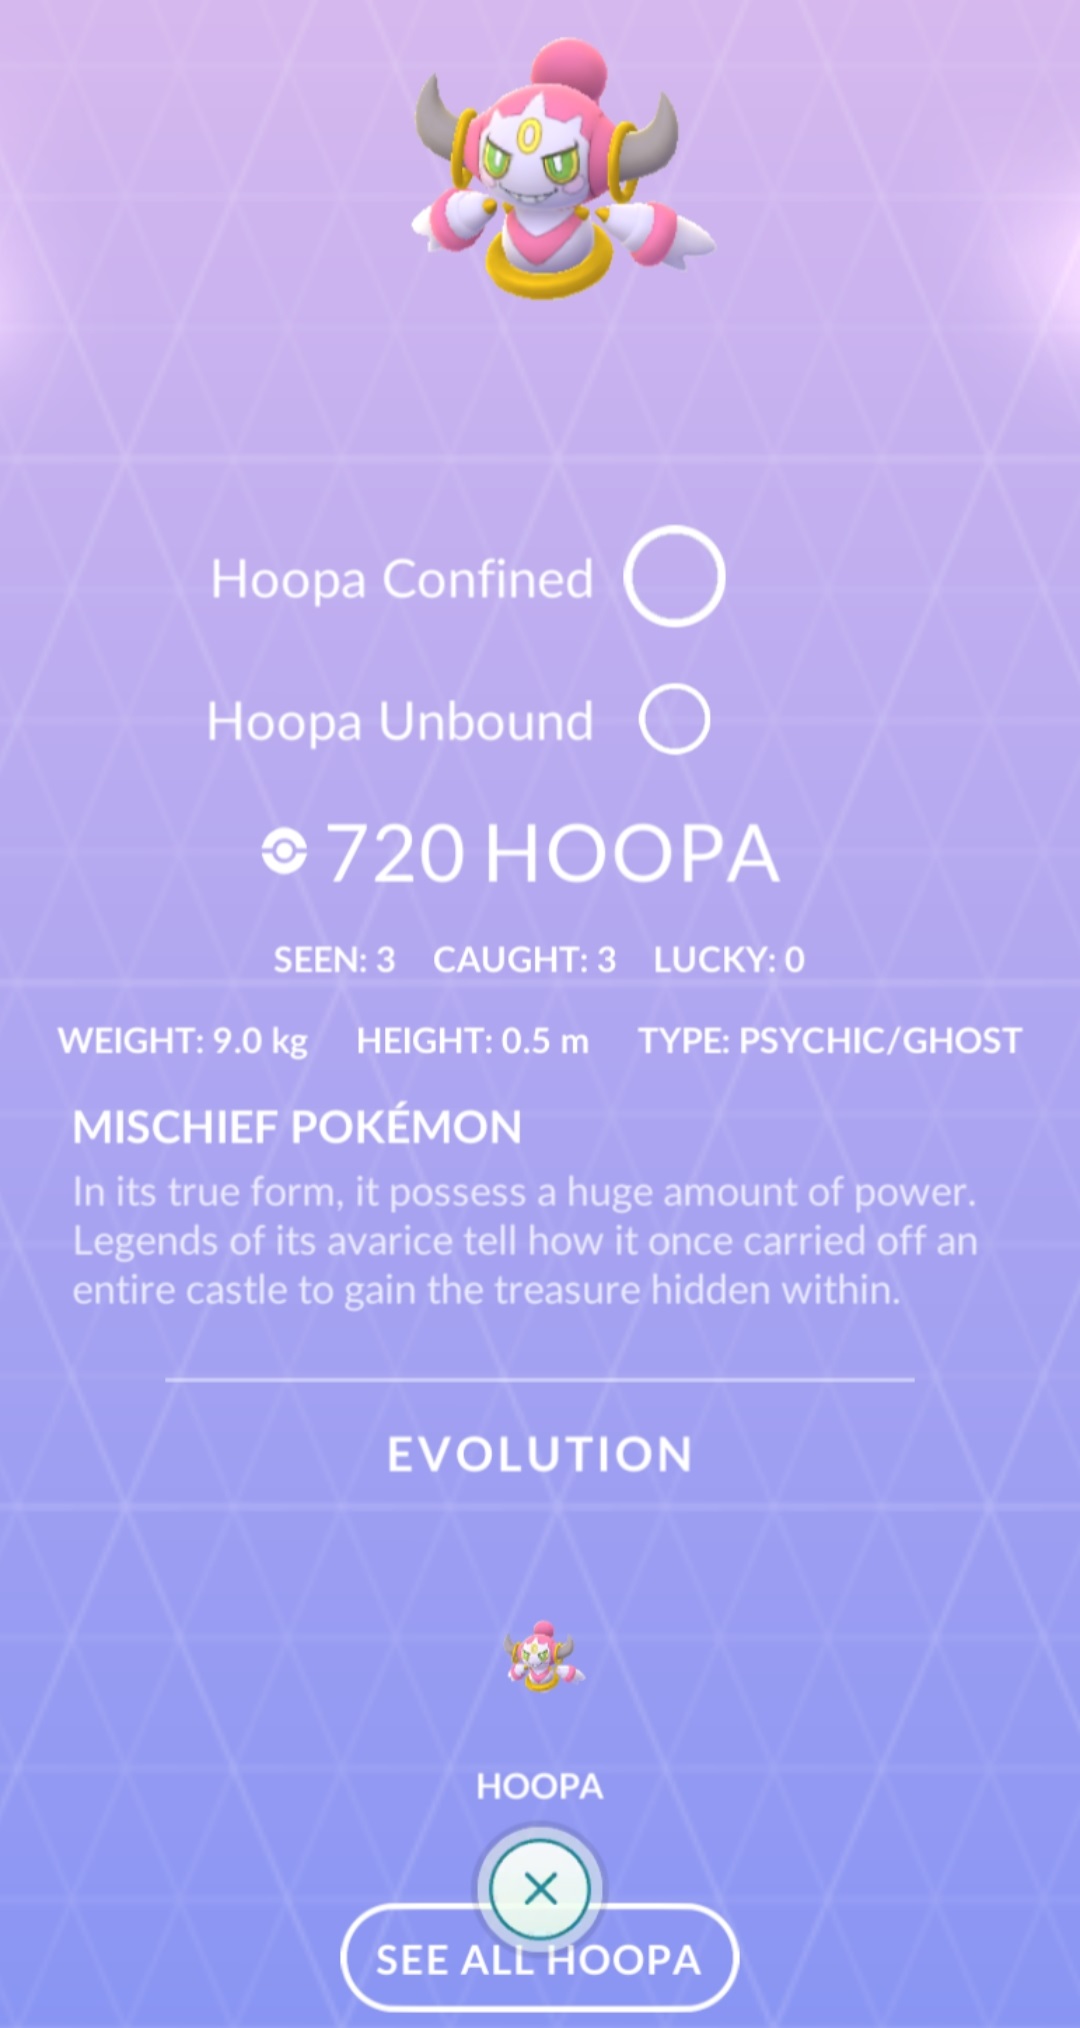 Hoopa Confined
Hoopa Unbound
720 HOOPA
SEEN: 3 CAUGHT: 3 LUCKY: 0
WEIGHT: 9.0 kg HEIGHT: 0.5 m TYPE: PSYCHIC/GHOST
MISCHIEF POKÉMON
In its true form, it possess a huge amount of power.
Legends of its avarice tell how it once carried off an
entire castle to gain the treasure hidden within.
EVOLUTION
HOOPA
SEE ALL HOOPA